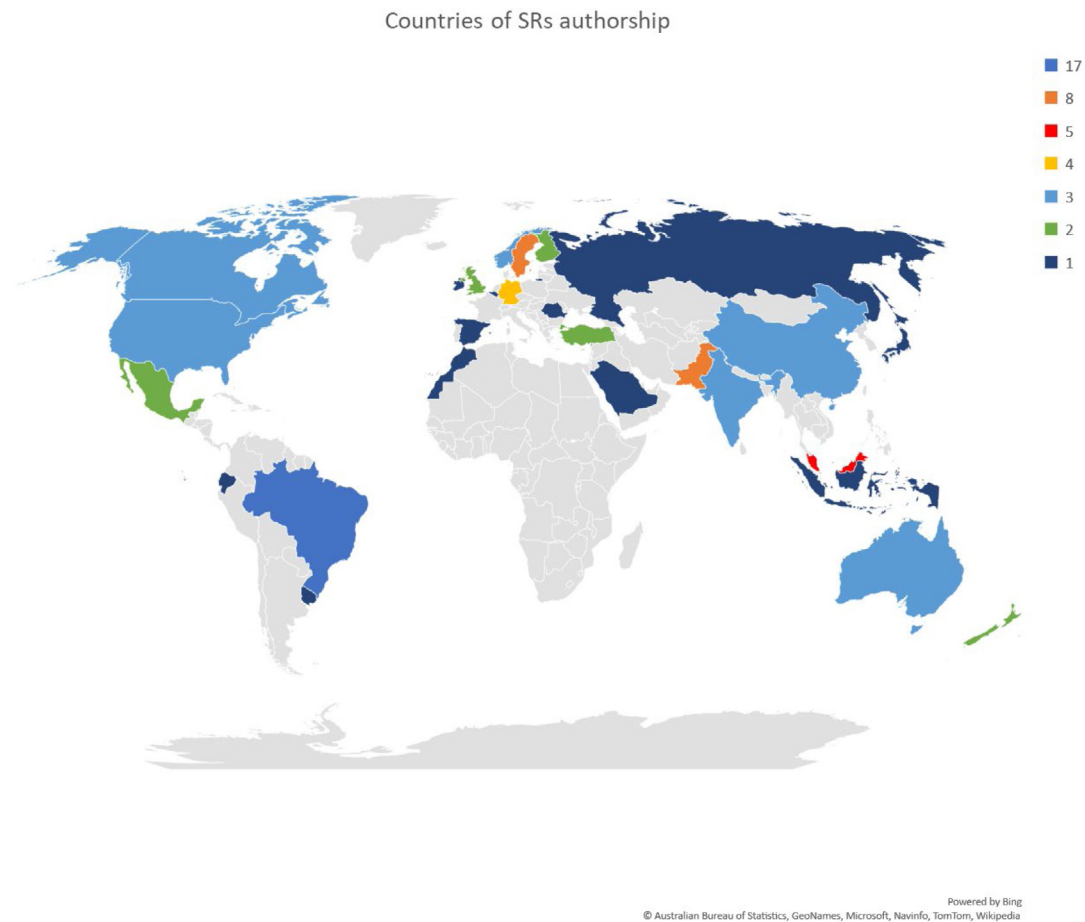 Countries of SRs authorship
17
8
5
4
3
2
1
Powered by Bing
© Australian Bureau of Statistics, GeoNames, Microsoft, Navinfo, TomTom, Wikipedia